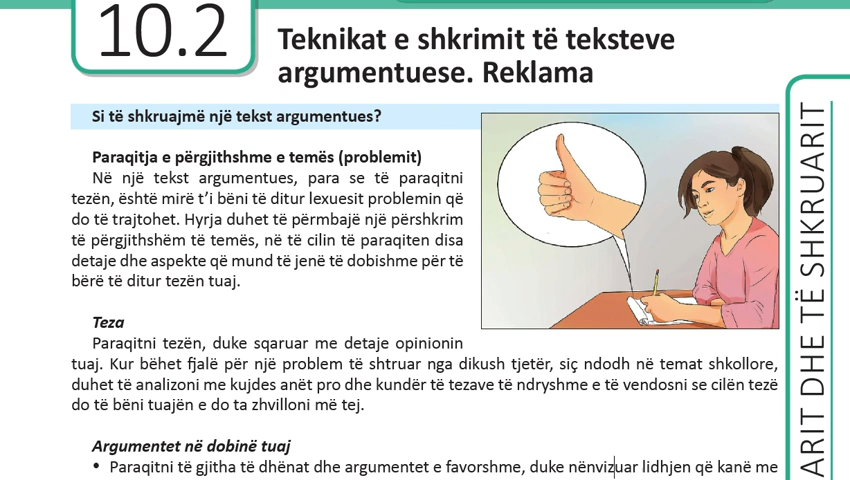 10.2
Teknikat e shkrimit të teksteve
argumentuese. Reklama
Si të shkruajmë një tekst argumentues?
Paraqitja e përgjithshme e temës (problemit)
Në një tekst argumentues, para se të paraqitni
tezën, është mirë t’i bëni të ditur lexuesit problemin që
do të trajtohet. Hyrja duhet të përmbajë një përshkrim
të përgjithshëm të temës, në të cilin të paraqiten disa
detaje dhe aspekte që mund të jenë të dobishme për të
bërë të ditur tezën tuaj.
Teza
Paraqitni tezën, duke sqaruar me detaje opinionin
tuaj. Kur bëhet fjalë për një problem të shtruar nga dikush tjetër, siç ndodh në temat shkollore,
duhet të analizoni me kujdes anët pro dhe kundër të tezave të ndryshme e të vendosni se cilën tezë
do të bëni tuajën e do ta zhvilloni më tej.
Argumentet në dobinë tuaj
• Paraqitni të gjitha të dhënat dhe argumentet e favorshme, duke nënvizuar lidhjen që kanë me
ARIT DHE TË SHKRUARIT